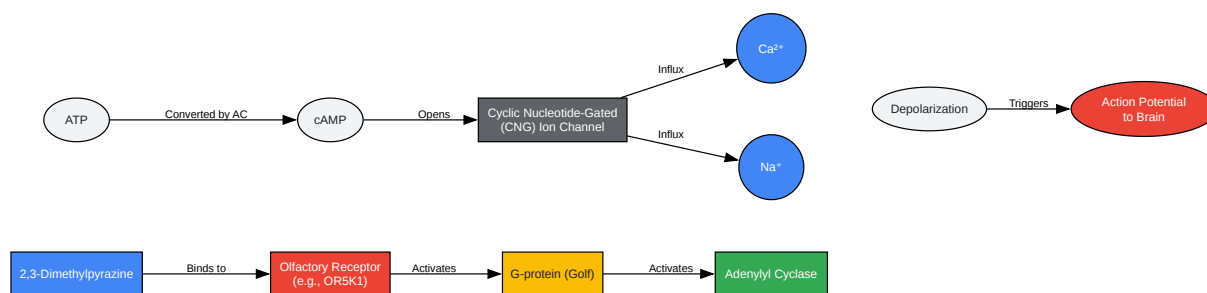 Ca²⁺
Influx
ATP
Converted by AC
cAMP
Opens
Cyclic Nucleotide-Gated
(CNG) Ion Channel
Influx
Na⁺
Depolarization
Triggers
Action Potential
to Brain
2,3-Dimethylpyrazine
Binds to
Olfactory Receptor
(e.g., OR5K1)
Activates
G-protein (Golf)
Activates
Adenylyl Cyclase